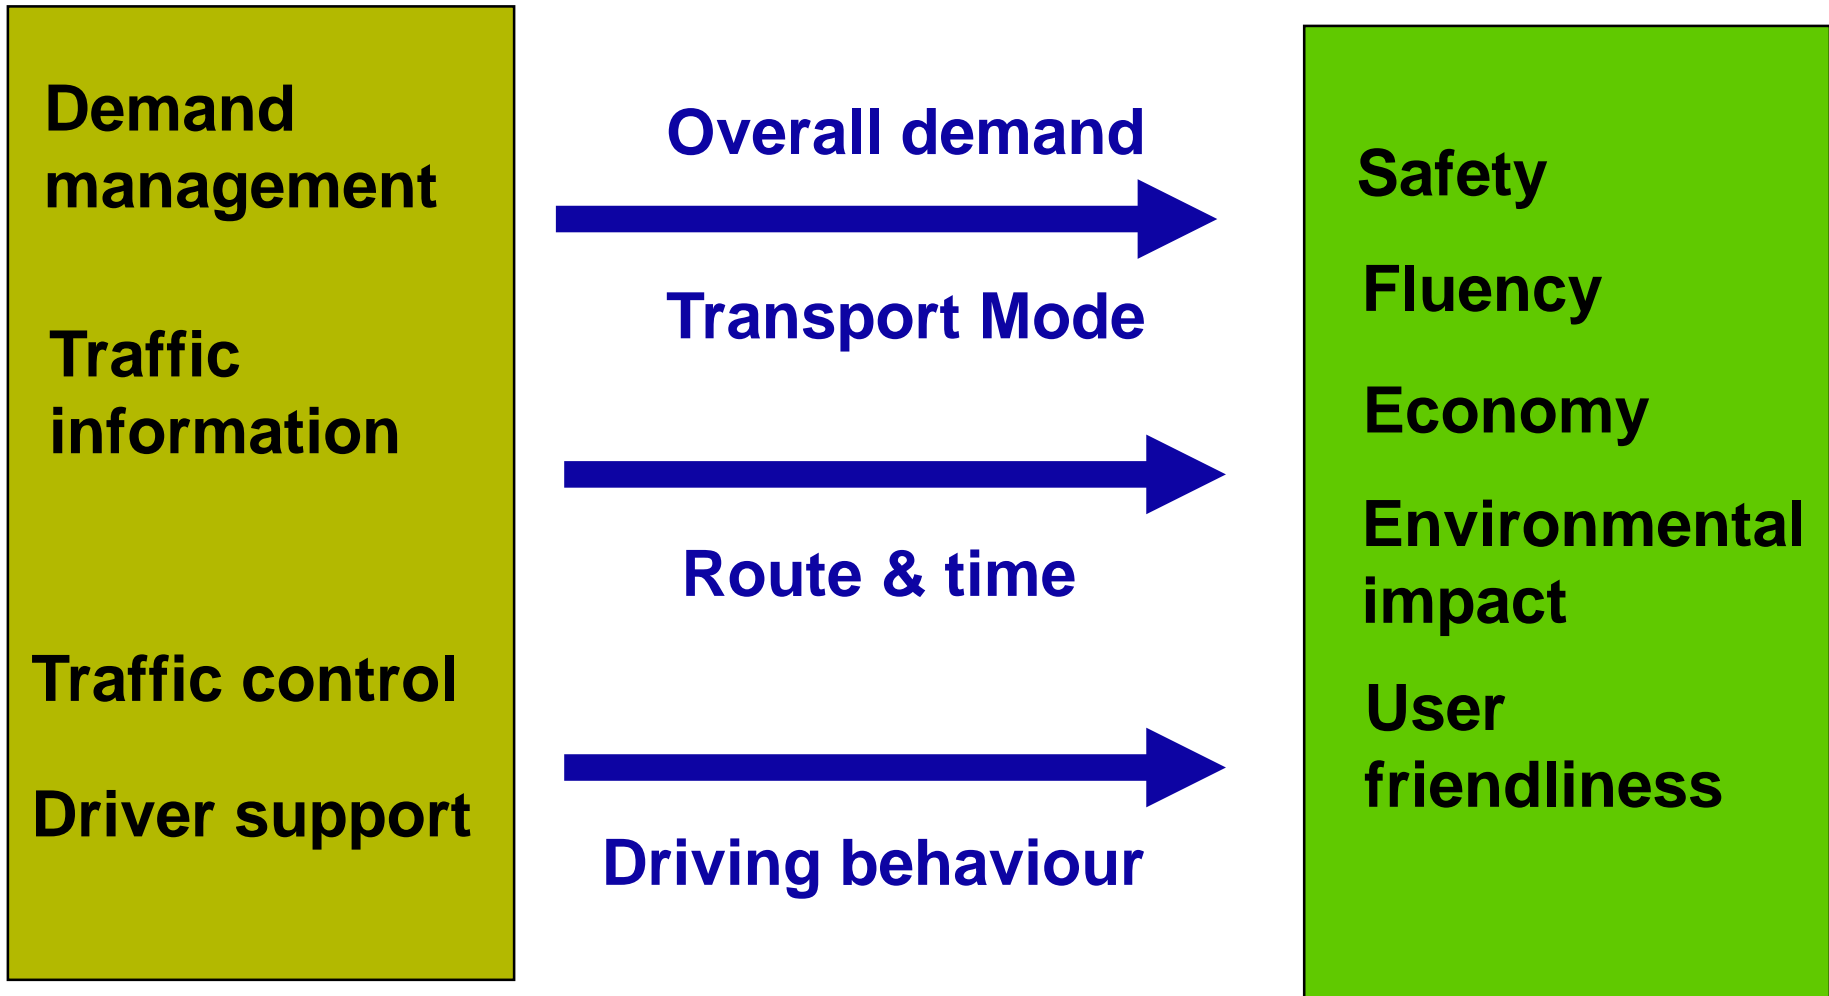 Demand
management
Traffic
information
Traffic control
Driver support
Overall demand
Transport Mode
Route & time
Driving behaviour
Safety
Fluency
Economy
Environmental
impact
User
friendliness